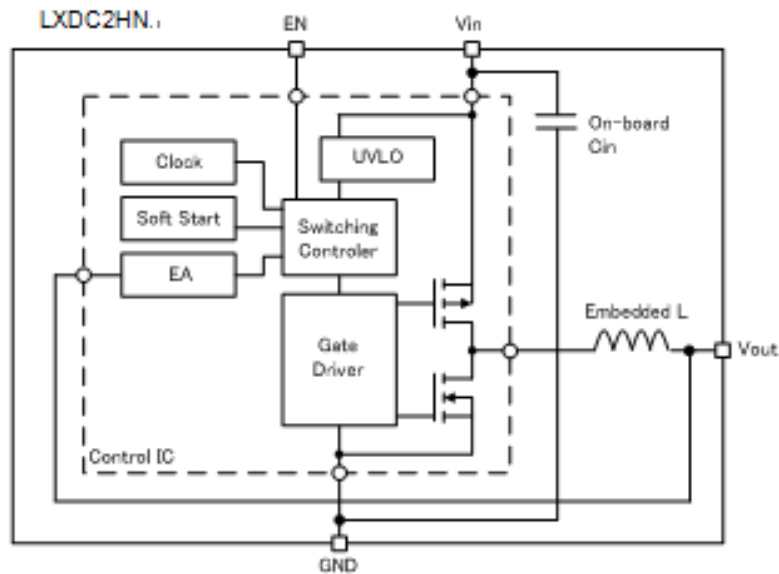 LXDC2HN..
EN
Vin
On-board
Cin
UVLO
Clock
Soft Start
Switching
Controler
EA
Embedded L
Gate
Driver
Vout
Control IC
GND